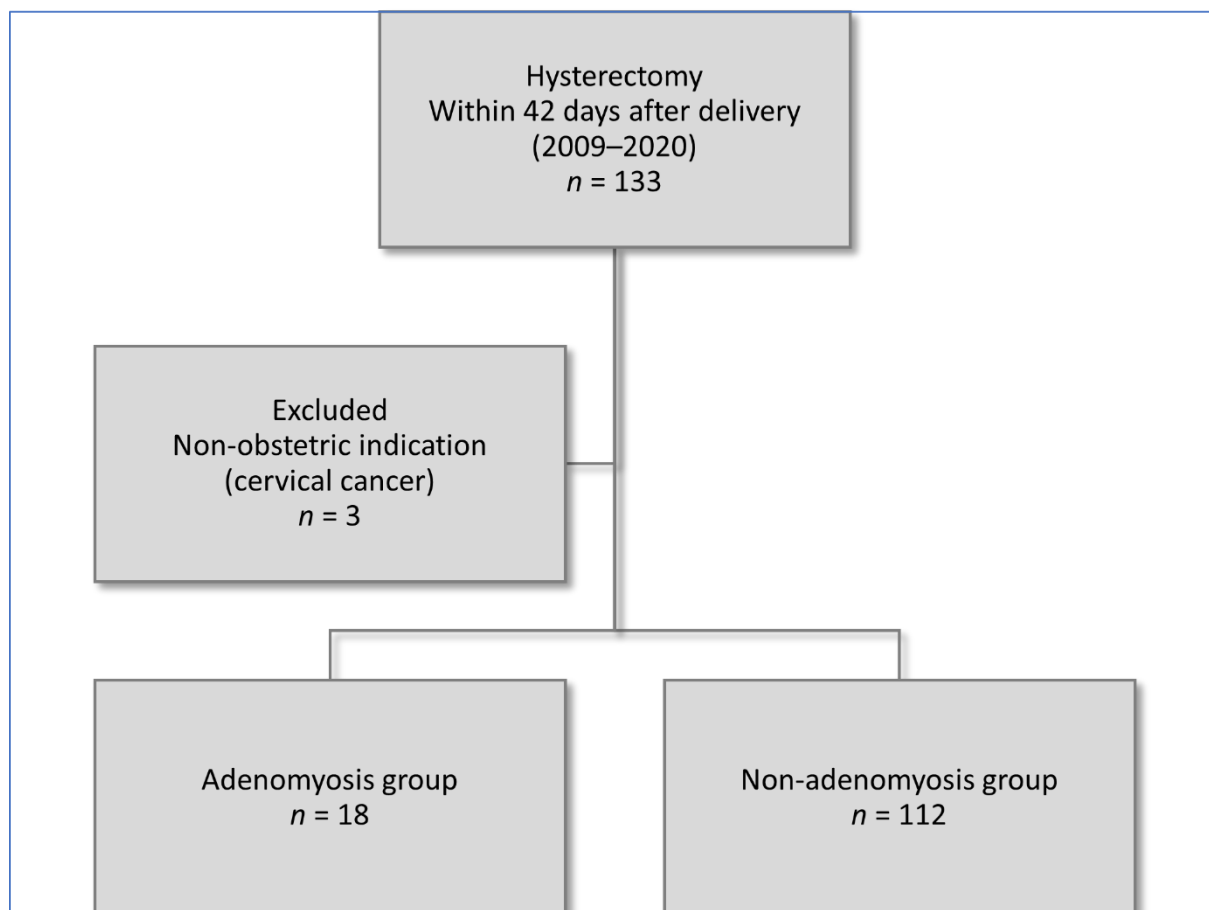 Hysterectomy
Within 42 days after delivery
(2009–2020)
n = 133
Excluded
Non-obstetric indication
(cervical cancer)
n = 3
Adenomyosis group
n = 18
Non-adenomyosis group
n = 112